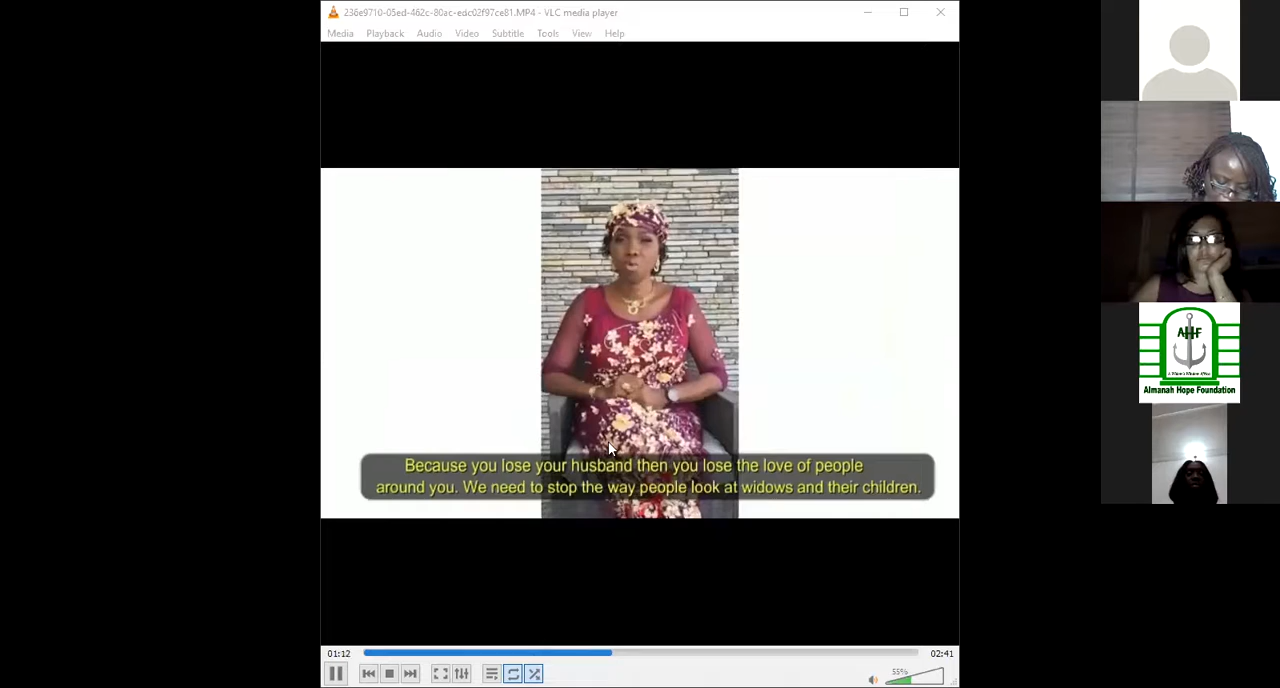 236e9710-05ed-462c-80ac-edc02f97ce81.MP4 - VLC media player
Media Playback Audio Video Subtitle Tools View Help
Because you lose your husband then you lose the love of people
around you. We need to stop the way people look at widows and their children.
01:12
02:41
55%
AHF
Almanah Hope Foundation